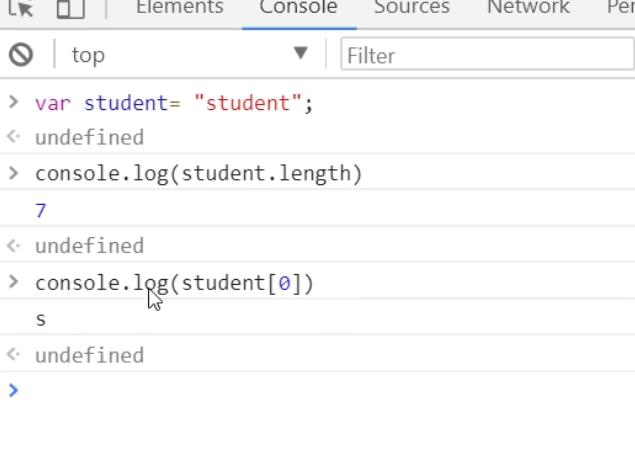 Elements Console Sources Network Per
top Filter
> var student= "student";
undefined
> console.log(student.length)
7
undefined
> console.log(student[0])
s
undefined
>